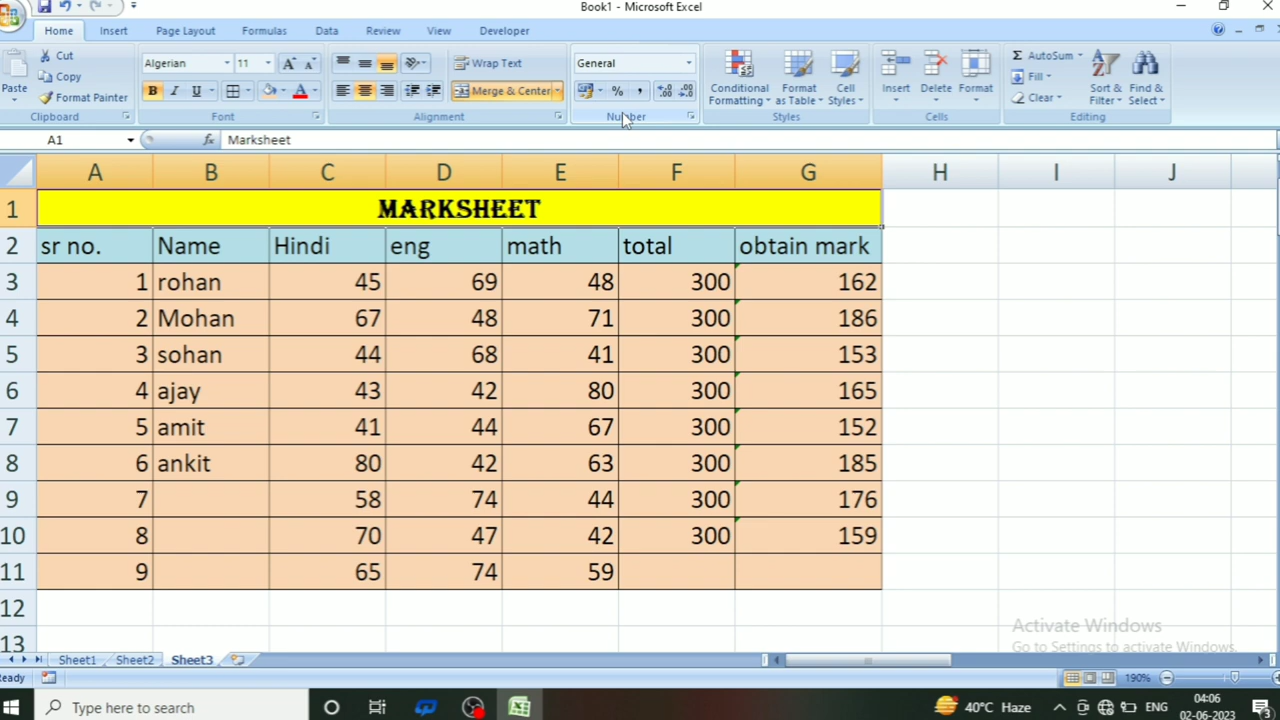 Book1 - Microsoft Excel
Home Insert Page Layout Formulas Data Review View Developer
Cut
Copy
Format Painter
Paste
Clipboard
Algerian 11
B I U A
Font
Wrap Text
Merge & Center
Alignment
General
% ,
Number
Conditional Formatting
Format as Table
Cell Styles
Styles
Insert Delete Format
Cells
Σ AutoSum
Fill
Clear
Sort & Filter
Find & Select
Editing
A1 fx Marksheet
A B C D E F G H I J
1 MARKSHEET
2 sr no. Name Hindi eng math total obtain mark
3 1 rohan 45 69 48 300 162
4 2 Mohan 67 48 71 300 186
5 3 sohan 44 68 41 300 153
6 4 ajay 43 42 80 300 165
7 5 amit 41 44 67 300 152
8 6 ankit 80 42 63 300 185
9 7 58 74 44 300 176
10 8 70 47 42 300 159
11 9 65 74 59
12
13
Activate Windows
Go to Settings to activate Windows.
Sheet1 Sheet2 Sheet3
eady 190%
Type here to search
40°C Haze
ENG
04:06
02-06-2023
3